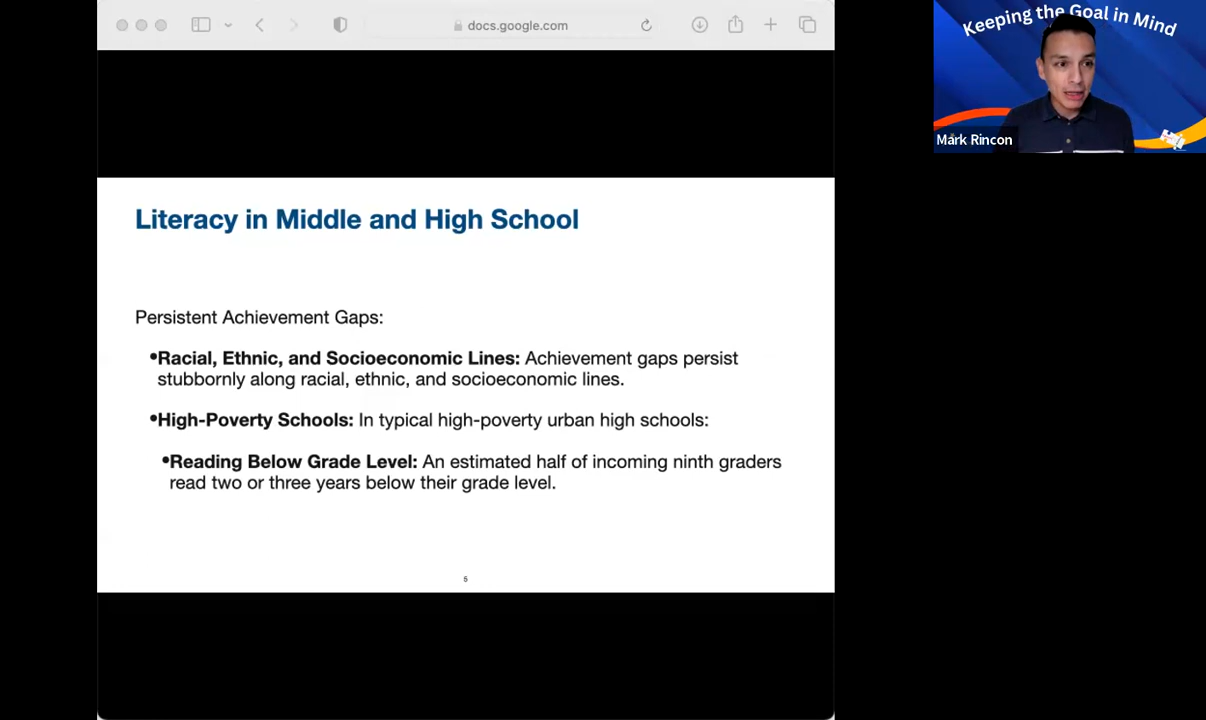 docs.google.com
Keeping the Goal in Mind
Mark Rincon
Literacy in Middle and High School
Persistent Achievement Gaps:
•Racial, Ethnic, and Socioeconomic Lines: Achievement gaps persist
stubbornly along racial, ethnic, and socioeconomic lines.
•High-Poverty Schools: In typical high-poverty urban high schools:
•Reading Below Grade Level: An estimated half of incoming ninth graders
read two or three years below their grade level.
5